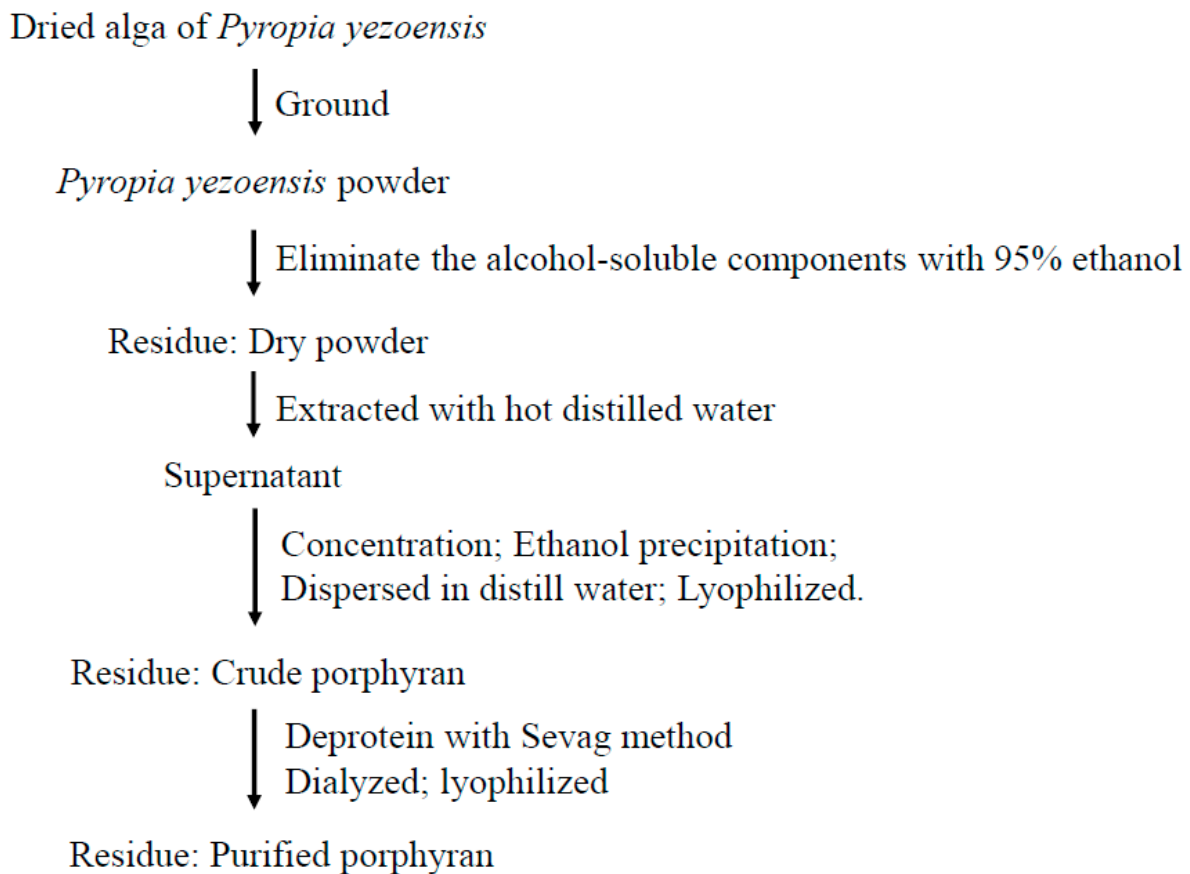 Dried alga of Pyropia yezoensis
Ground
Pyropia yezoensis powder
Eliminate the alcohol-soluble components with 95% ethanol
Residue: Dry powder
Extracted with hot distilled water
Supernatant
Concentration; Ethanol precipitation;
Dispersed in distill water; Lyophilized.
Residue: Crude porphyran
Deprotein with Sevag method
Dialyzed; lyophilized
Residue: Purified porphyran